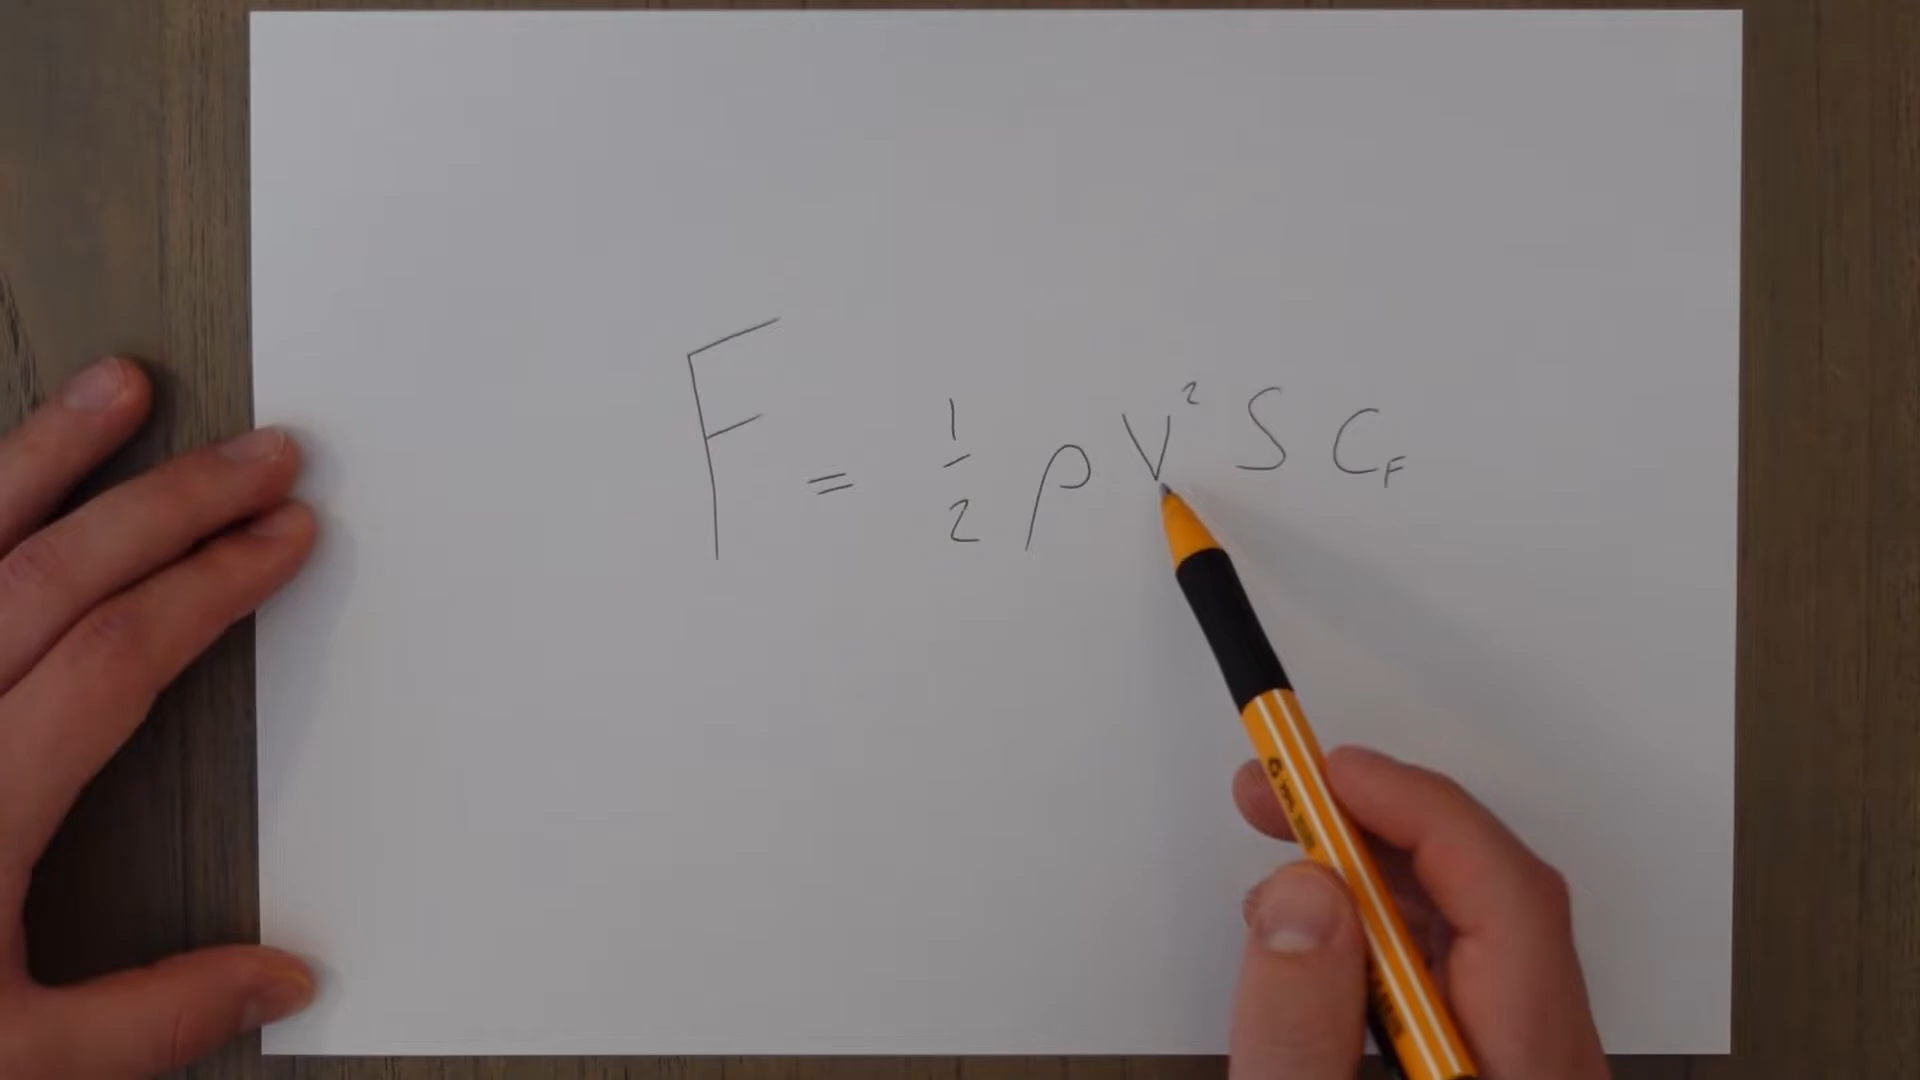 F = 1/2 ρ V² S C_F